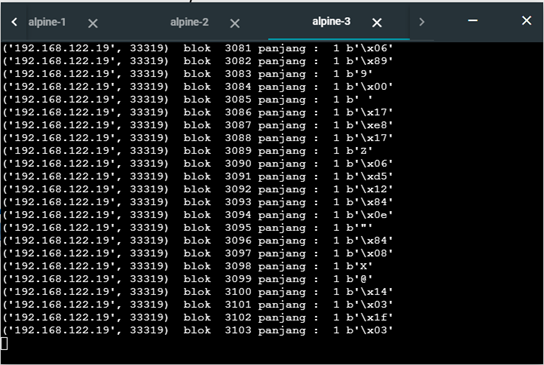 alpine-1 alpine-2 alpine-3
('192.168.122.19', 33319) blok 3081 panjang : 1 b'\x06'
('192.168.122.19', 33319) blok 3082 panjang : 1 b'\x89'
('192.168.122.19', 33319) blok 3083 panjang : 1 b'9'
('192.168.122.19', 33319) blok 3084 panjang : 1 b'\x00'
('192.168.122.19', 33319) blok 3085 panjang : 1 b' '
('192.168.122.19', 33319) blok 3086 panjang : 1 b'\x17'
('192.168.122.19', 33319) blok 3087 panjang : 1 b'\xe8'
('192.168.122.19', 33319) blok 3088 panjang : 1 b'\x17'
('192.168.122.19', 33319) blok 3089 panjang : 1 b'Z'
('192.168.122.19', 33319) blok 3090 panjang : 1 b'\x06'
('192.168.122.19', 33319) blok 3091 panjang : 1 b'\xd5'
('192.168.122.19', 33319) blok 3092 panjang : 1 b'\x12'
('192.168.122.19', 33319) blok 3093 panjang : 1 b'\x84'
('192.168.122.19', 33319) blok 3094 panjang : 1 b'\x0e'
('192.168.122.19', 33319) blok 3095 panjang : 1 b'"'
('192.168.122.19', 33319) blok 3096 panjang : 1 b'\x84'
('192.168.122.19', 33319) blok 3097 panjang : 1 b'\x08'
('192.168.122.19', 33319) blok 3098 panjang : 1 b'X'
('192.168.122.19', 33319) blok 3099 panjang : 1 b'@'
('192.168.122.19', 33319) blok 3100 panjang : 1 b'\x14'
('192.168.122.19', 33319) blok 3101 panjang : 1 b'\x03'
('192.168.122.19', 33319) blok 3102 panjang : 1 b'\x1f'
('192.168.122.19', 33319) blok 3103 panjang : 1 b'\x03'